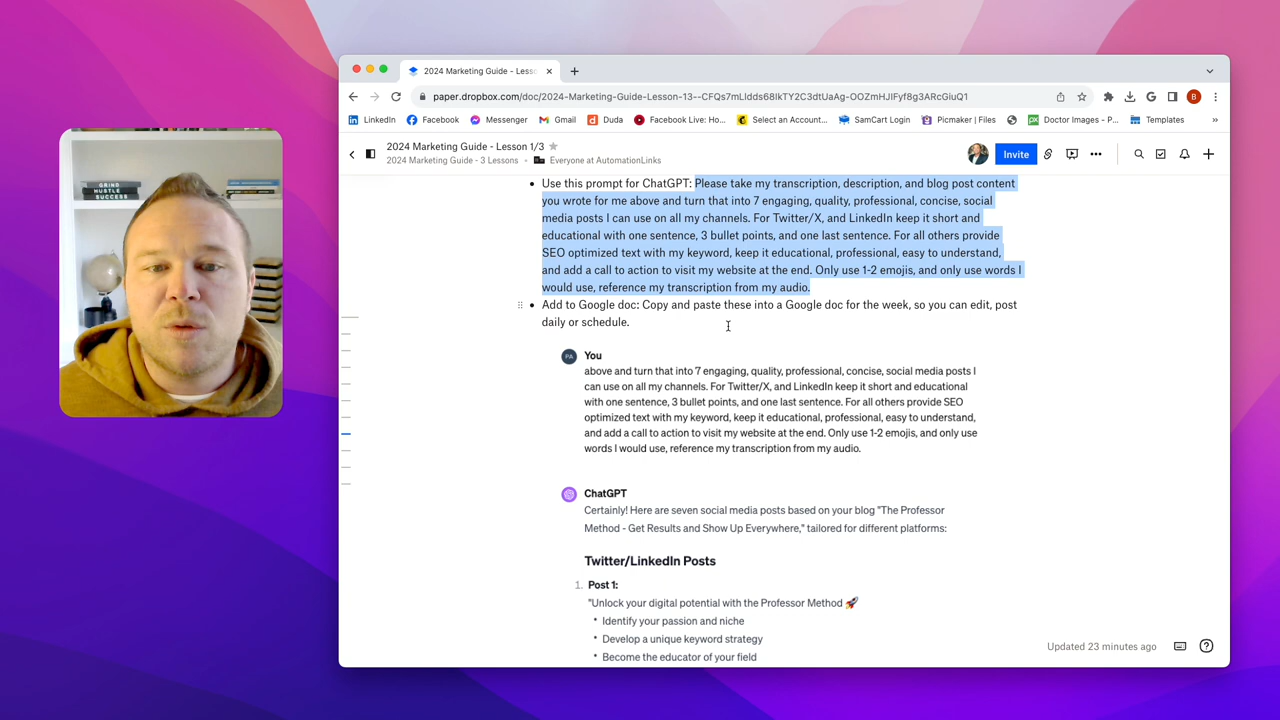 GRIND
HUSTLE
SUCCESS
2024 Marketing Guide - Lesso
paper.dropbox.com/doc/2024-Marketing-Guide-Lesson-13--CFQs7mLldds68IkTY2C3dtUaAg-OOZmHJIFyf8g3ARcGiuQ1
LinkedIn Facebook Messenger Gmail Duda Facebook Live: Ho... Select an Account... SamCart Login Picmaker | Files Doctor Images - P... Templates
2024 Marketing Guide - Lesson 1/3
2024 Marketing Guide - 3 Lessons • Everyone at AutomationLinks
Invite
• Use this prompt for ChatGPT: Please take my transcription, description, and blog post content
you wrote for me above and turn that into 7 engaging, quality, professional, concise, social
media posts I can use on all my channels. For Twitter/X, and LinkedIn keep it short and
educational with one sentence, 3 bullet points, and one last sentence. For all others provide
SEO optimized text with my keyword, keep it educational, professional, easy to understand,
and add a call to action to visit my website at the end. Only use 1-2 emojis, and only use words I
would use, reference my transcription from my audio.
• Add to Google doc: Copy and paste these into a Google doc for the week, so you can edit, post
daily or schedule.
PA You
above and turn that into 7 engaging, quality, professional, concise, social media posts I
can use on all my channels. For Twitter/X, and LinkedIn keep it short and educational
with one sentence, 3 bullet points, and one last sentence. For all others provide SEO
optimized text with my keyword, keep it educational, professional, easy to understand,
and add a call to action to visit my website at the end. Only use 1-2 emojis, and only use
words I would use, reference my transcription from my audio.
ChatGPT
Certainly! Here are seven social media posts based on your blog "The Professor
Method - Get Results and Show Up Everywhere," tailored for different platforms:
Twitter/LinkedIn Posts
1. Post 1:
"Unlock your digital potential with the Professor Method 🚀
• Identify your passion and niche
• Develop a unique keyword strategy
• Become the educator of your field
Updated 23 minutes ago